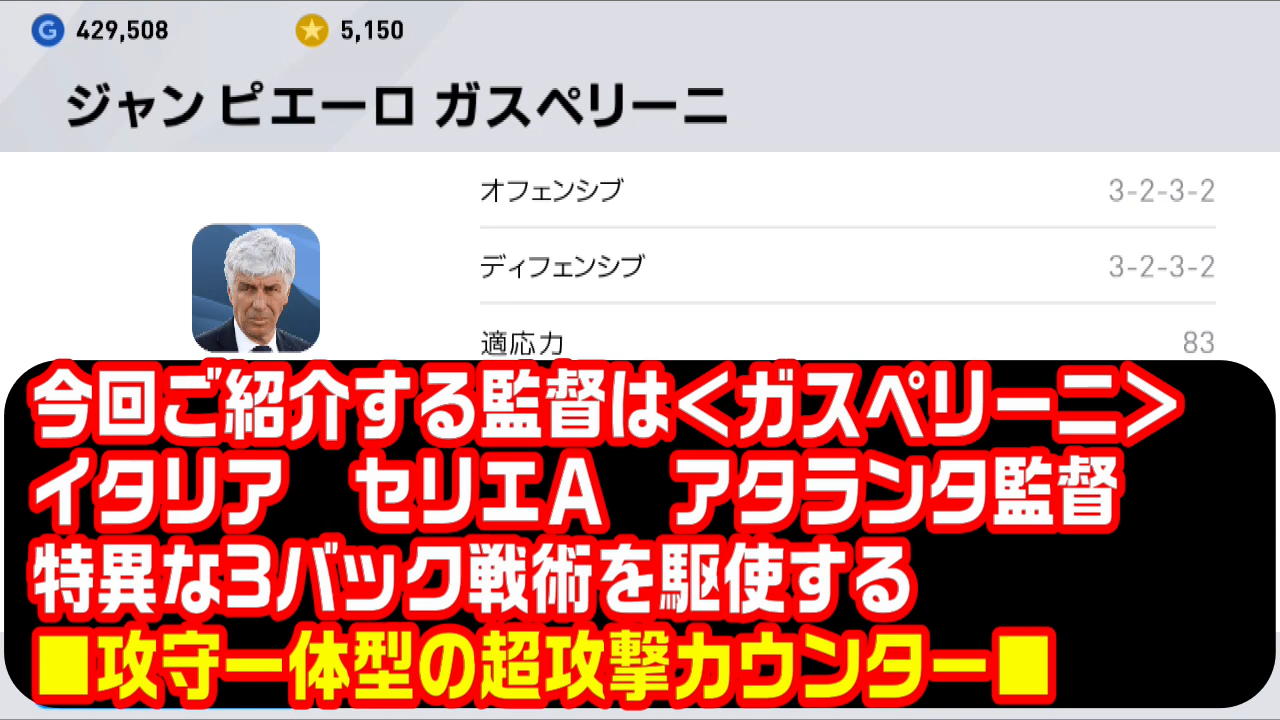 G 429,508 ★ 5,150
ジャン ピエーロ ガスペリーニ
オフェンシブ 3-2-3-2
ディフェンシブ 3-2-3-2
適応力 83
今回ご紹介する監督は<ガスペリーニ>
イタリア　セリエA　アタランタ監督
特異な3バック戦術を駆使する
■攻守一体型の超攻撃カウンター■